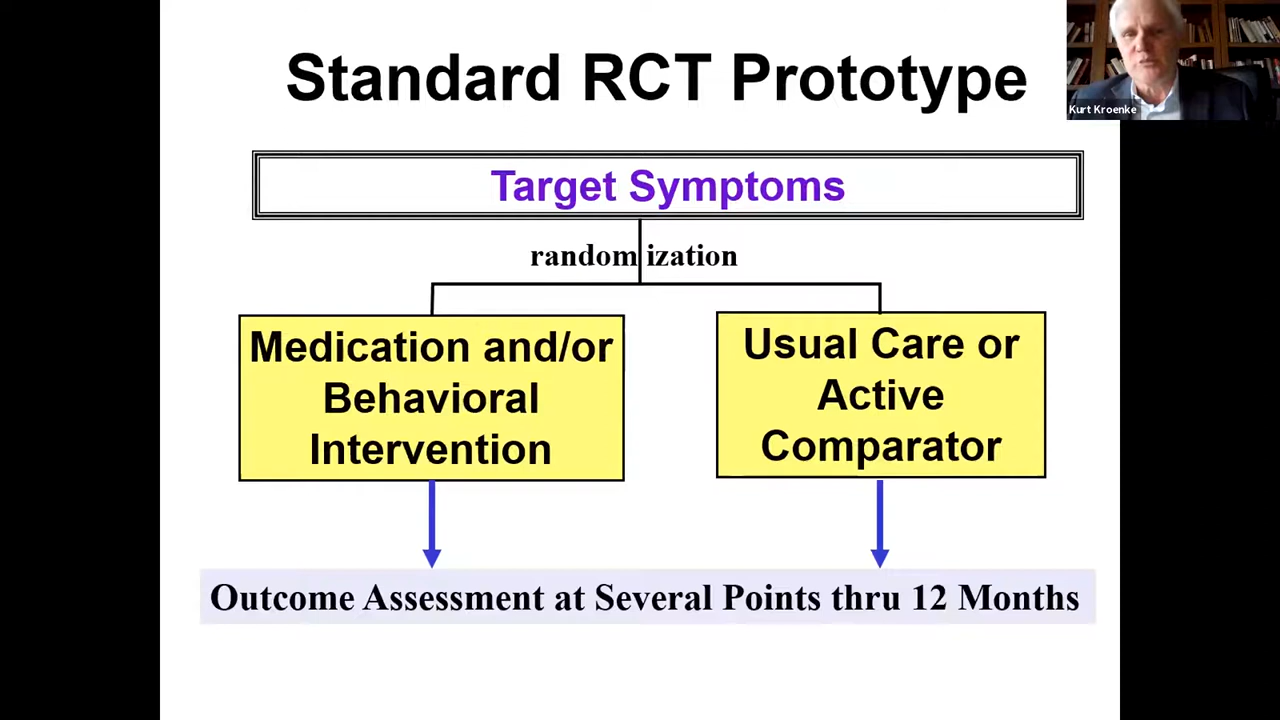 Standard RCT Prototype
Kurt Kroenke
Target Symptoms
randomization
Medication and/or
Behavioral
Intervention
Usual Care or
Active
Comparator
Outcome Assessment at Several Points thru 12 Months